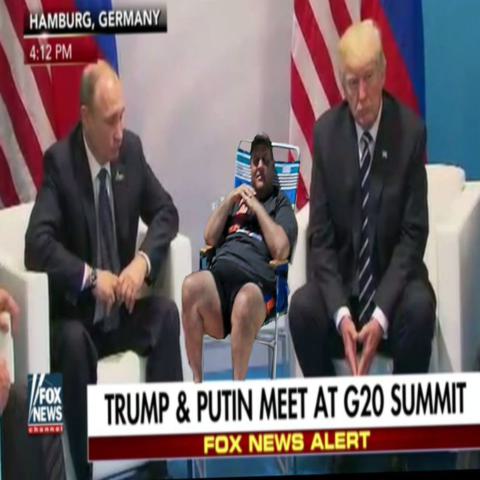 HAMBURG, GERMANY
4:12 PM
FOX
NEWS
channel
TRUMP & PUTIN MEET AT G20 SUMMIT
FOX NEWS ALERT